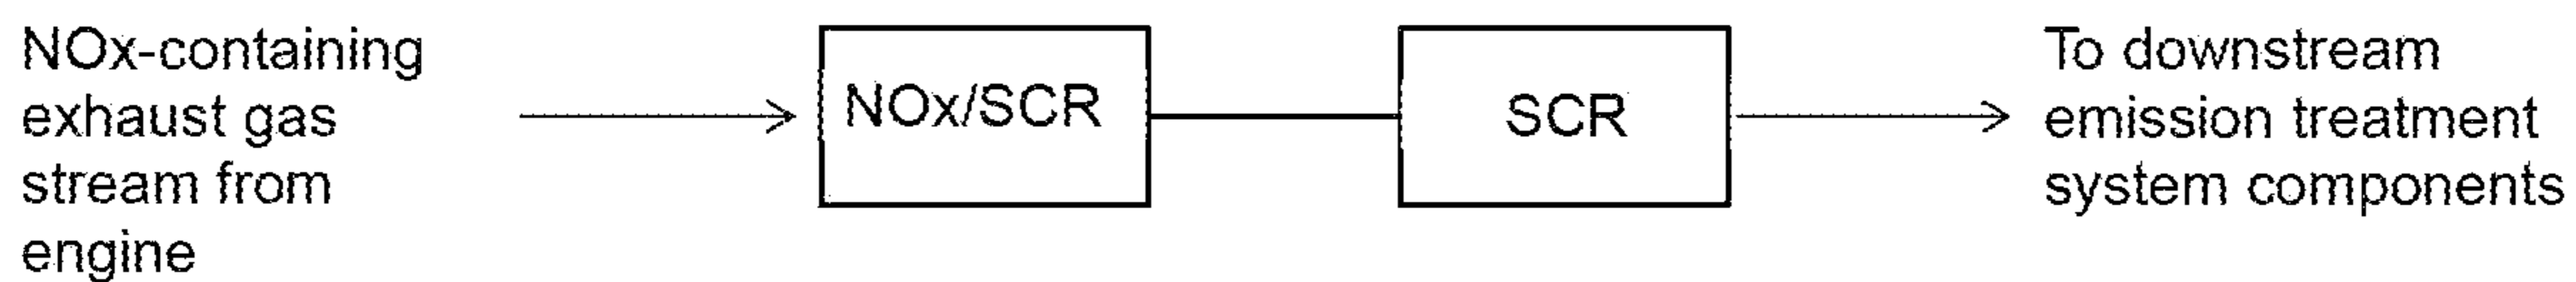 NOx-containing
exhaust gas
stream from
engine
NOx/SCR
SCR
To downstream
emission treatment
system components